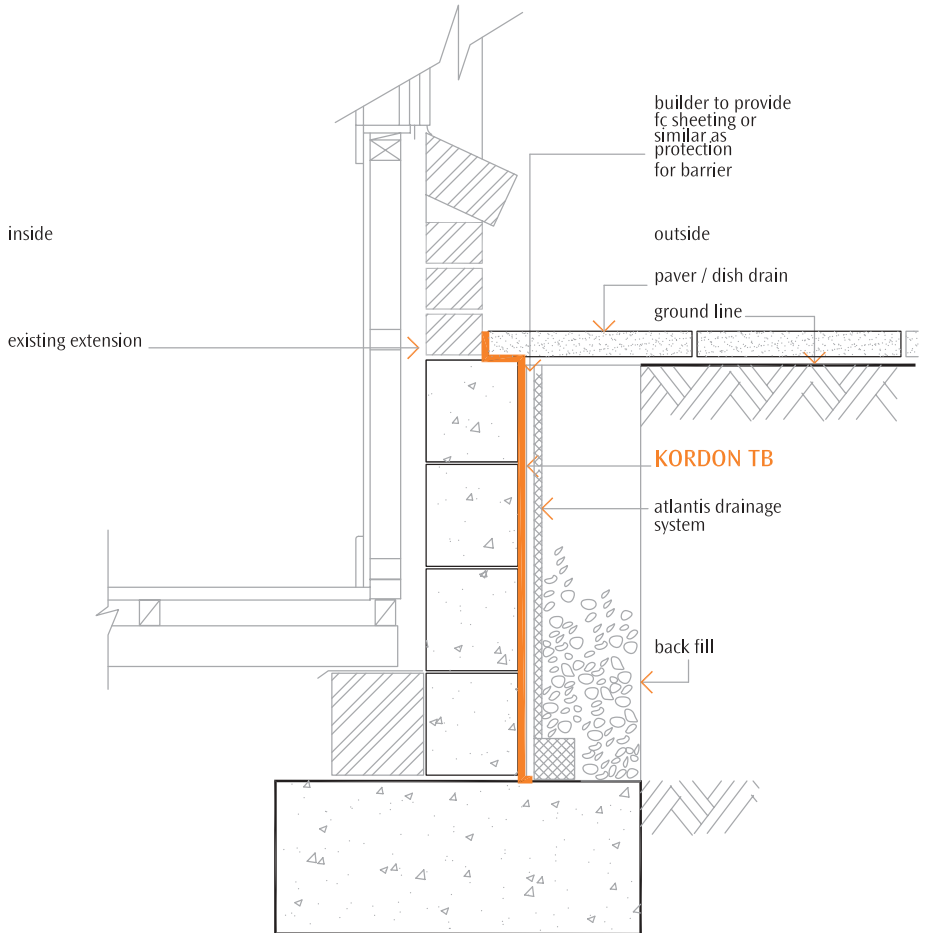 builder to provide
fc sheeting or
similar as
protection
for barrier
inside
outside
paver / dish drain
ground line
existing extension
KORDON TB
atlantis drainage
system
back fill